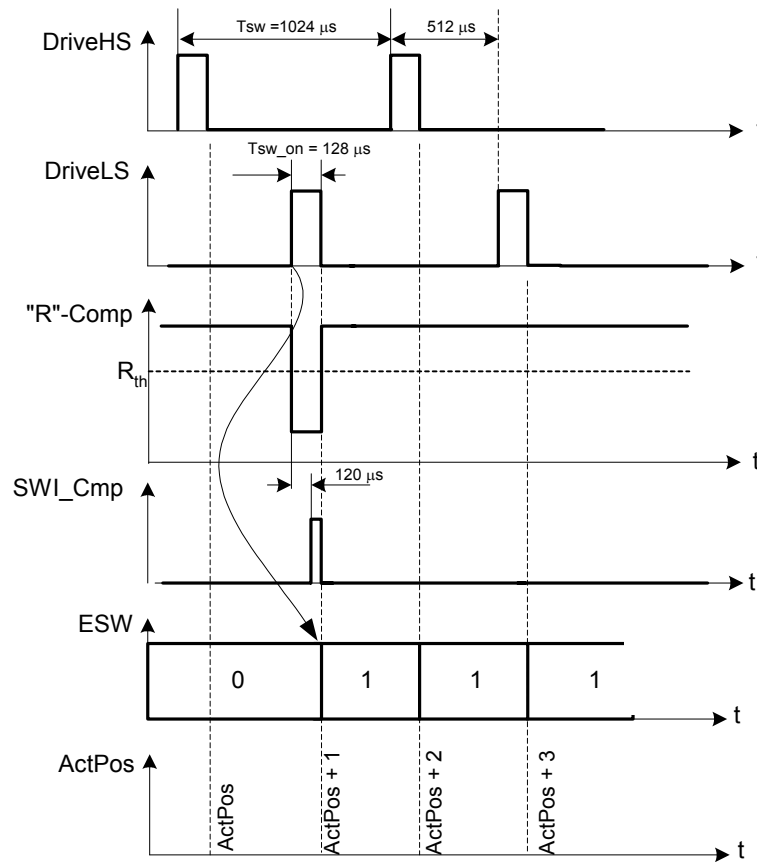 DriveHS
Tsw =1024 μs
512 μs
t
DriveLS
Tsw_on = 128 μs
t
"R"-Comp
Rth
t
SWI_Cmp
120 μs
t
ESW
0
1
1
1
t
ActPos
ActPos
ActPos + 1
ActPos + 2
ActPos + 3
t